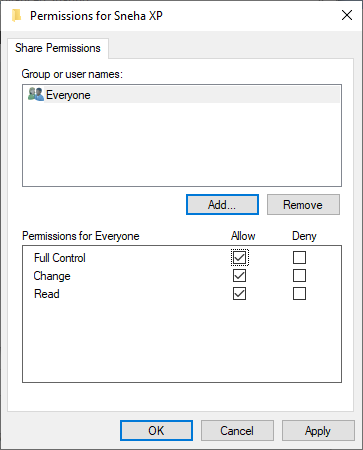 Permissions for Sneha XP
Share Permissions
Group or user names:
Everyone
Add... Remove
Permissions for Everyone Allow Deny
Full Control
Change
Read
OK Cancel Apply